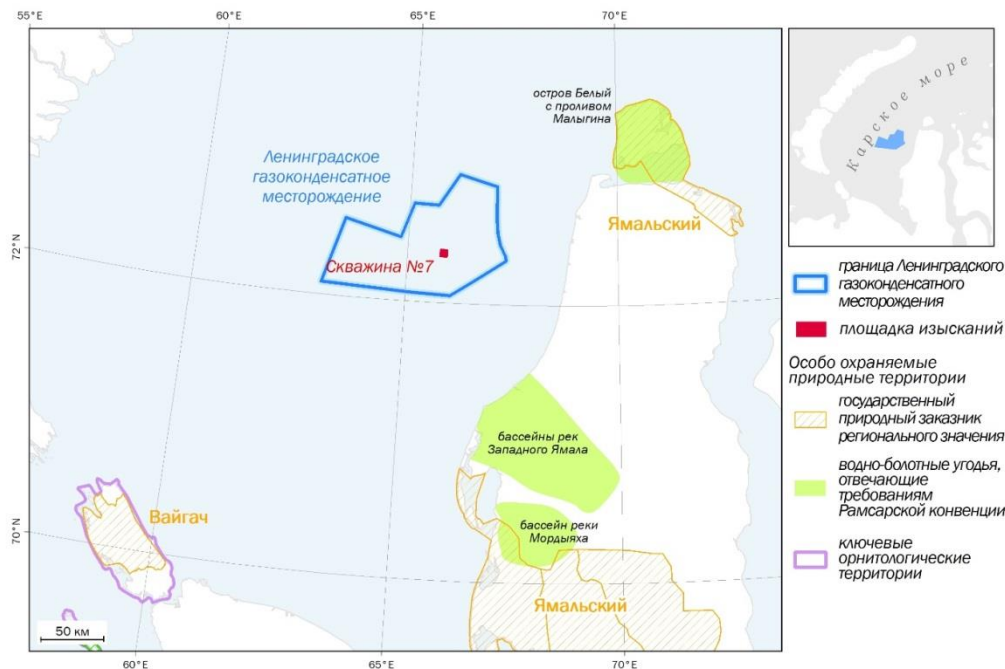 55°E
60°E
65°E
70°E
72°N
70°N
60°E
65°E
70°E
остров Белый
с проливом
Малыгина
Ленинградское
газоконденсатное
месторождение
Ямальский
Скважина №7
бассейны рек
Западного Ямала
Вайгач
бассейн реки
Мордыяха
Ямальский
50 км
Карское море
граница Ленинградского
газоконденсатного
месторождения
площадка изысканий
Особо охраняемые
природные территории
государственный
природный заказник
регионального значения
водно-болотные угодья,
отвечающие
требованиям
Рамсарской конвенции
ключевые
орнитологические
территории